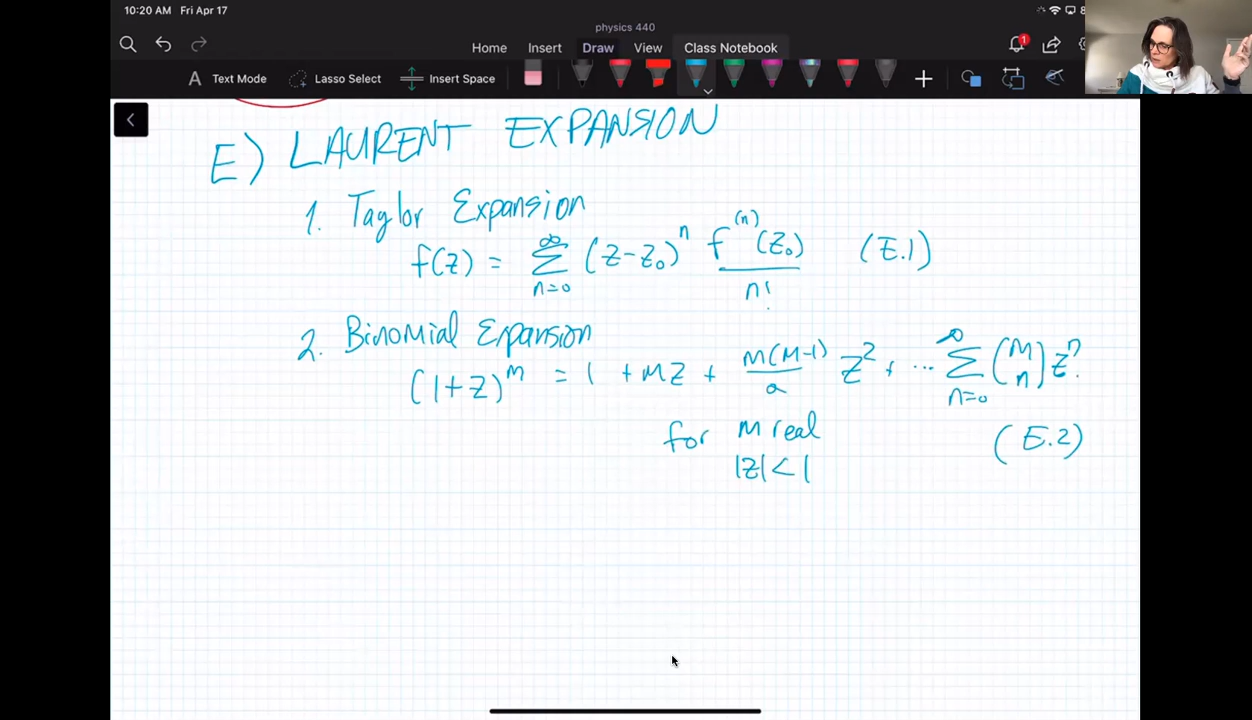 10:20 AM Fri Apr 17
physics 440
Home Insert Draw View Class Notebook
1
Text Mode Lasso Select Insert Space
E) LAURENT EXPANSION
1. Taylor Expansion
f(z) = ∑_{n=0}^{∞} (z-z₀)^n f^{(n)}(z₀)/n! (E.1)
2. Binomial Expansion
(1+z)^m = 1 + mz + m(m-1)/2 z² + ... ∑_{n=0}^{∞} (m n) z^n
for m real (E.2)
|z| < 1